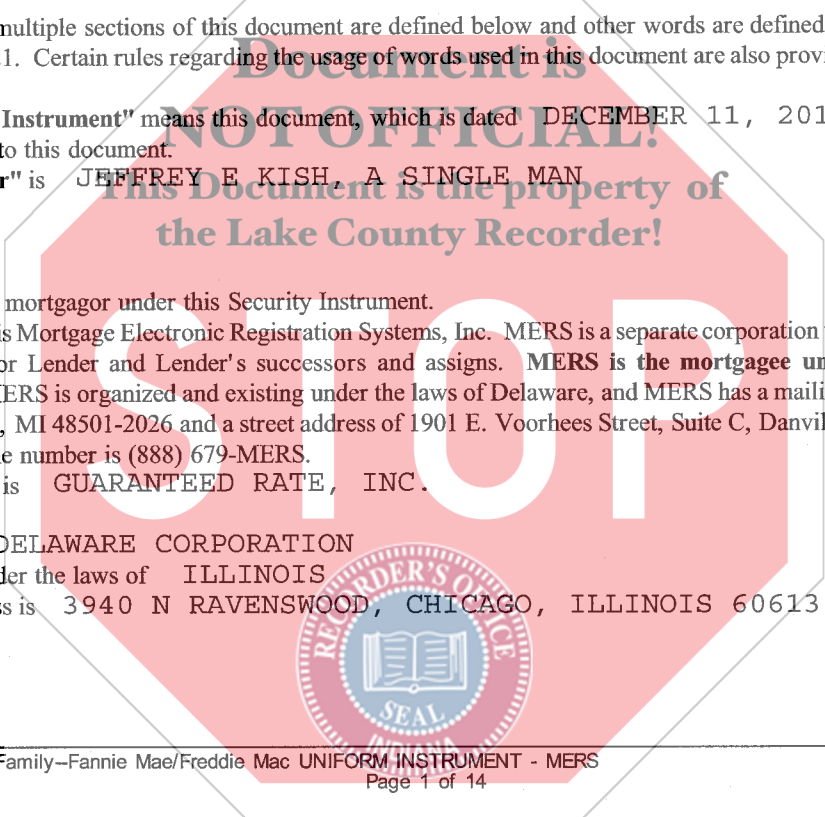 multiple sections of this document are defined below and other words are defined
.1. Certain rules regarding the usage of words used in this document are also provi
Document is
Instrument" means this document, which is dated DECEMBER 11, 201
NOT OFFICIAL!
to this document.
r" is JEFFREY E KISH, A SINGLE MAN
This Document is the property of
the Lake County Recorder!
mortgagor under this Security Instrument.
is Mortgage Electronic Registration Systems, Inc. MERS is a separate corporation
or Lender and Lender's successors and assigns. MERS is the mortgagee un
MERS is organized and existing under the laws of Delaware, and MERS has a maili
, MI 48501-2026 and a street address of 1901 E. Voorhees Street, Suite C, Danvil
e number is (888) 679-MERS.
STOP
is GUARANTEED RATE, INC.
DELAWARE CORPORATION
der the laws of ILLINOIS
ss is 3940 N RAVENSWOOD, CHICAGO, ILLINOIS 60613
RECORDER'S OFFICE
SEAL
INDIANA
Family--Fannie Mae/Freddie Mac UNIFORM INSTRUMENT - MERS
Page 1 of 14